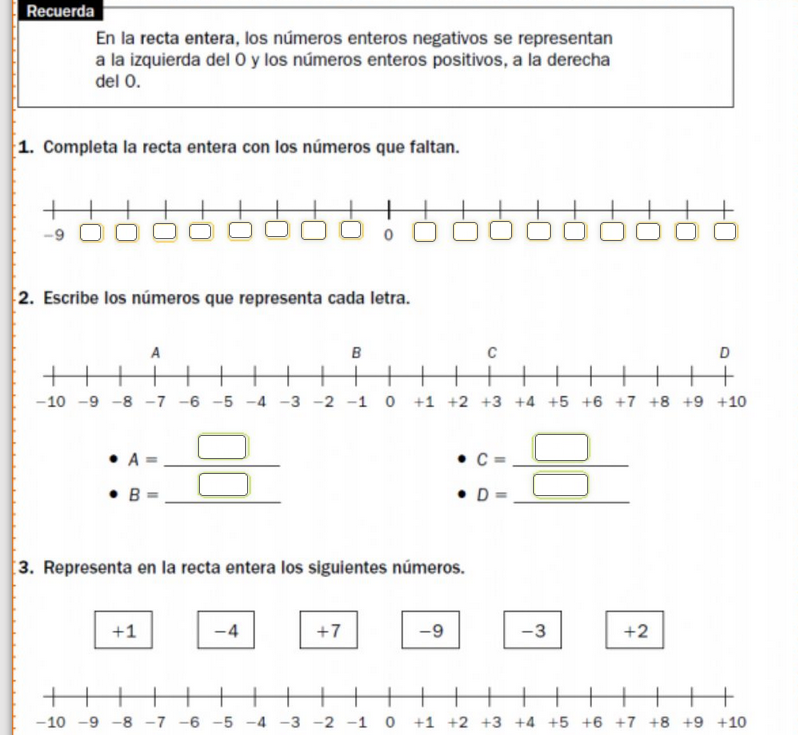 Recuerda
En la recta entera, los números enteros negativos se representan
a la izquierda del 0 y los números enteros positivos, a la derecha
del 0.
1. Completa la recta entera con los números que faltan.
−9 0
2. Escribe los números que representa cada letra.
A B C D
−10 −9 −8 −7 −6 −5 −4 −3 −2 −1 0 +1 +2 +3 +4 +5 +6 +7 +8 +9 +10
• A = • C =
• B = • D =
3. Representa en la recta entera los siguientes números.
+1 −4 +7 −9 −3 +2
−10 −9 −8 −7 −6 −5 −4 −3 −2 −1 0 +1 +2 +3 +4 +5 +6 +7 +8 +9 +10